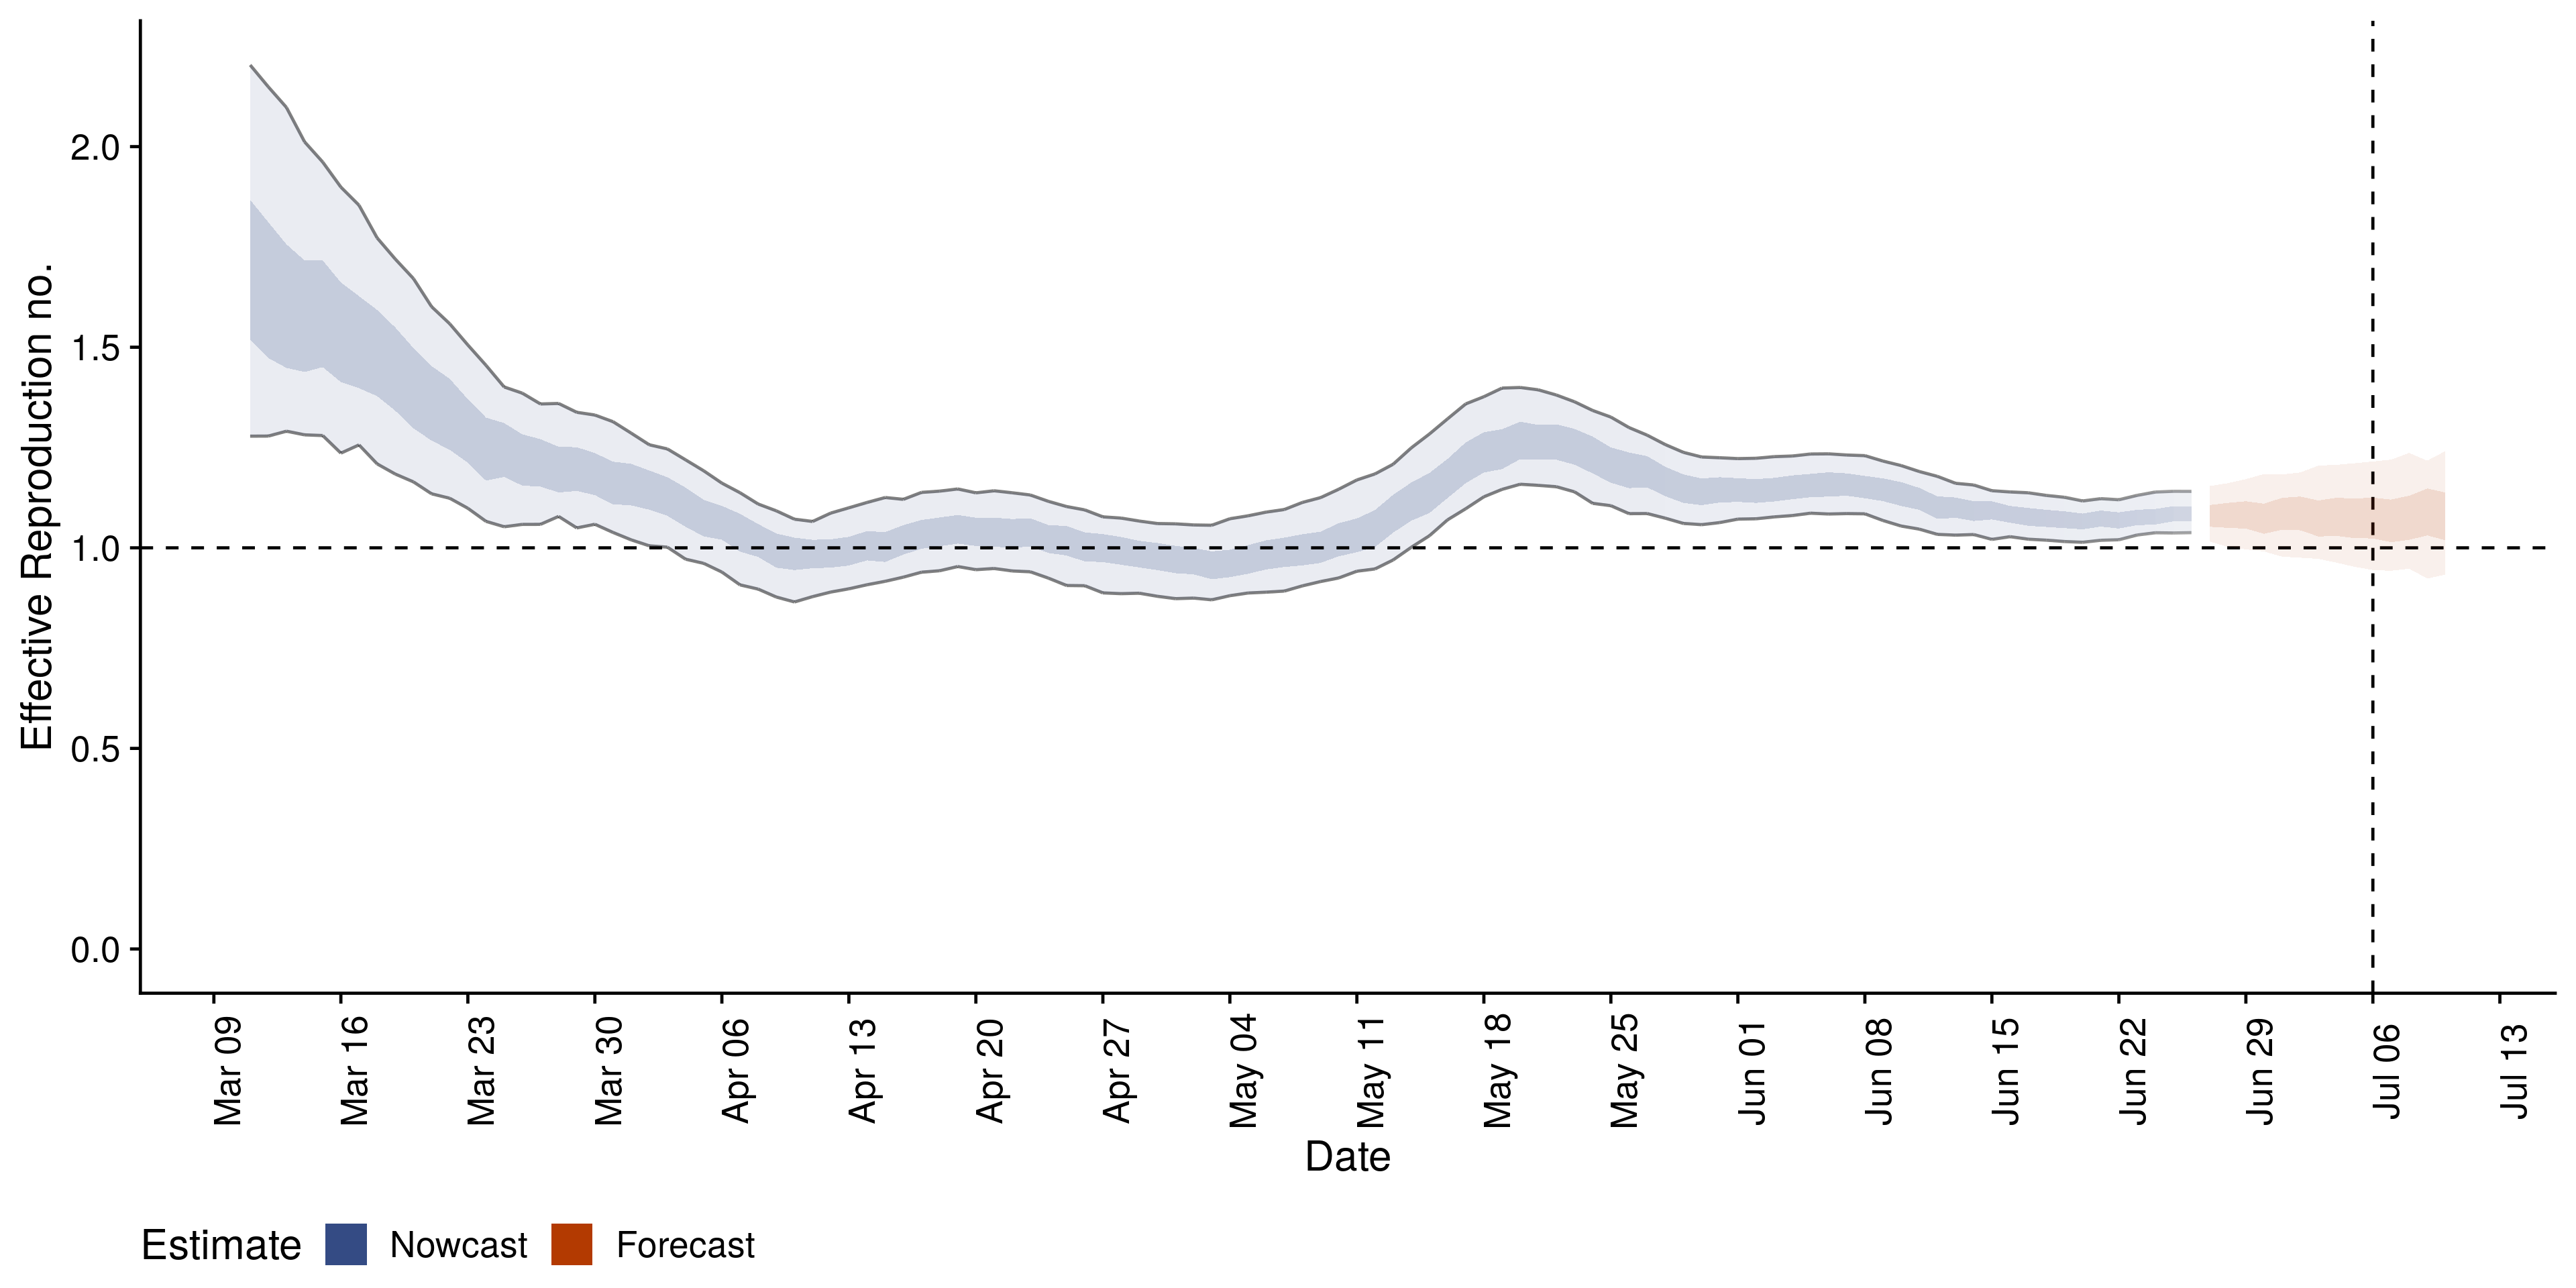 Effective Reproduction no.
2.0
1.5
1.0
0.5
0.0
Mar 09
Mar 16
Mar 23
Mar 30
Apr 06
Apr 13
Apr 20
Apr 27
May 04
May 11
May 18
May 25
Jun 01
Jun 08
Jun 15
Jun 22
Jun 29
Jul 06
Jul 13
Date
Estimate Nowcast Forecast